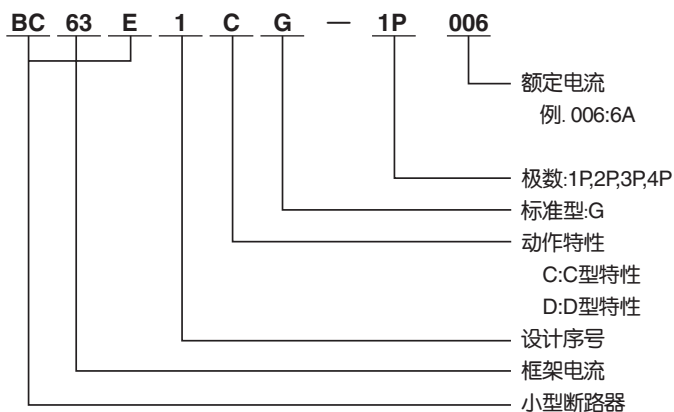 BC 63 E 1 C G — 1P 006
额定电流
例. 006:6A
极数:1P,2P,3P,4P
标准型:G
动作特性
C:C型特性
D:D型特性
设计序号
框架电流
小型断路器